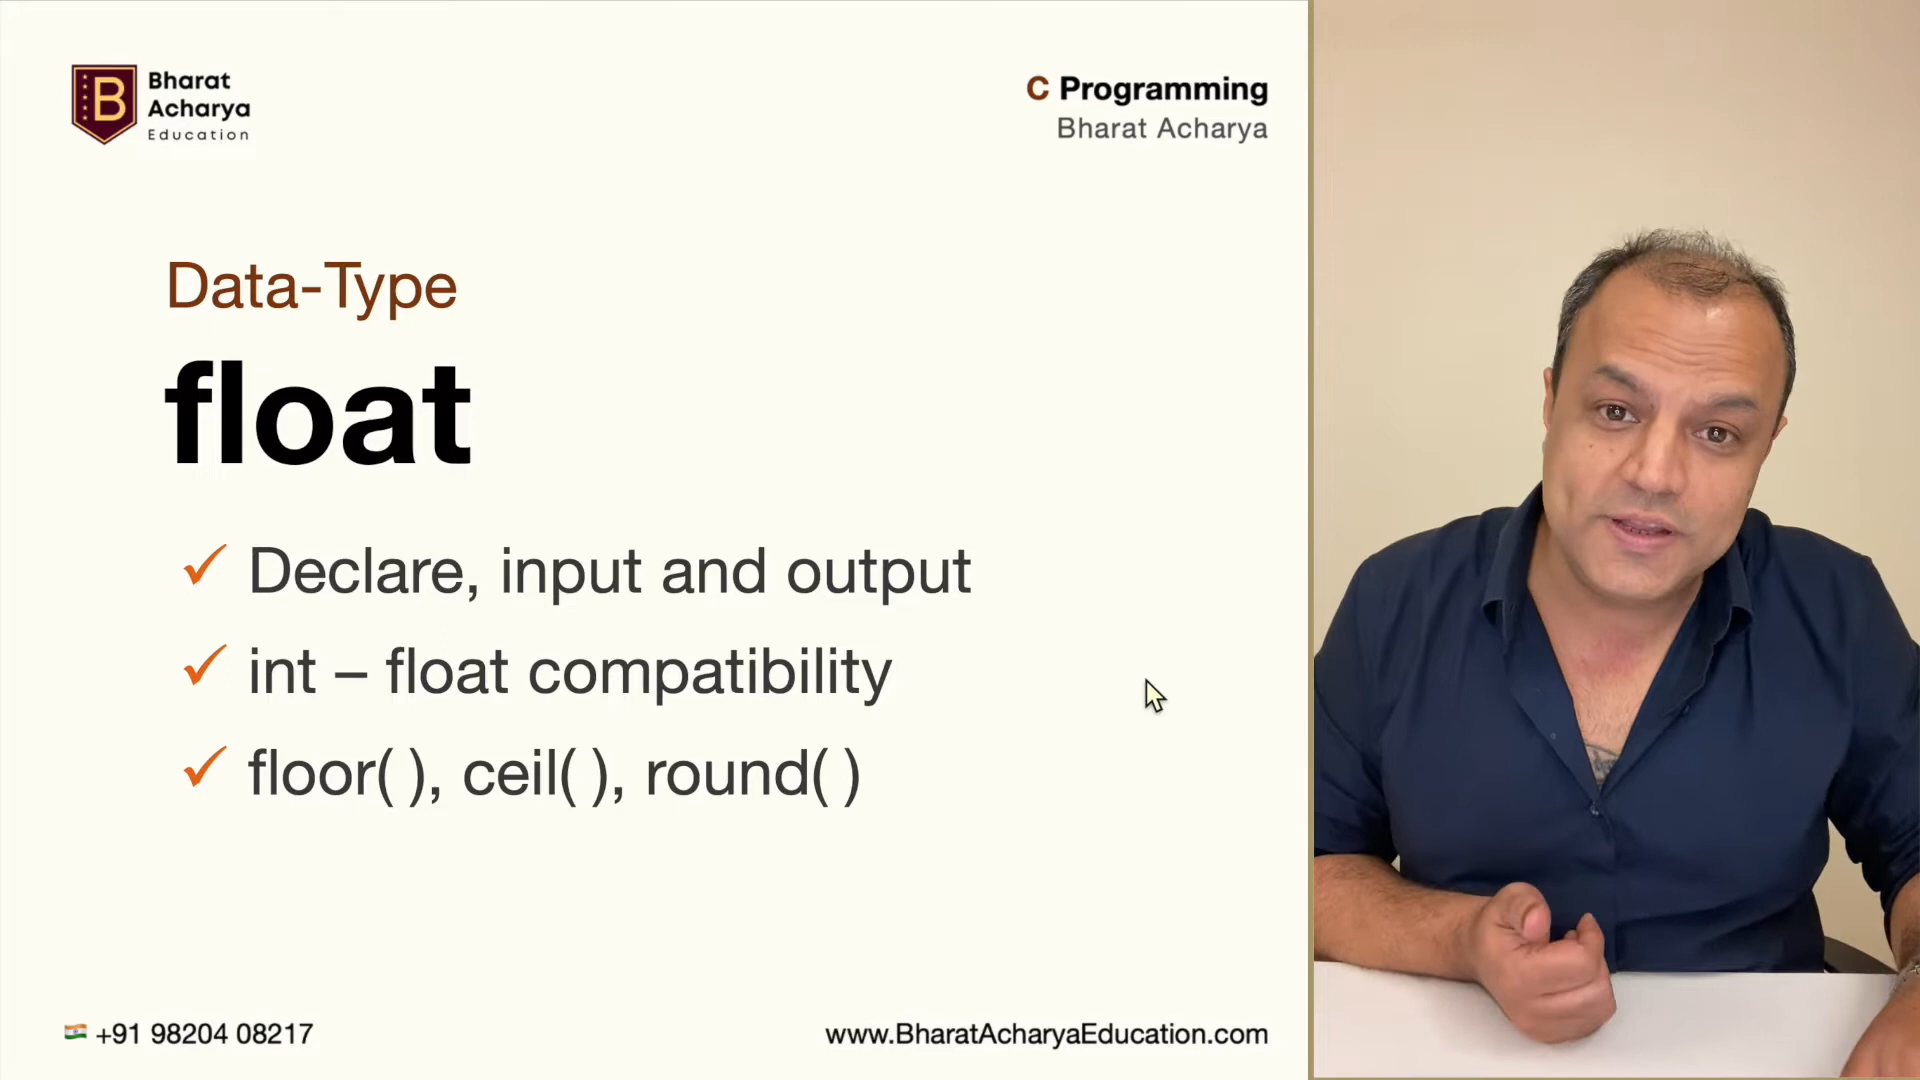 Bharat
Acharya
Education
C Programming
Bharat Acharya
Data-Type
float
✓ Declare, input and output
✓ int – float compatibility
✓ floor( ), ceil( ), round( )
+91 98204 08217
www.BharatAcharyaEducation.com